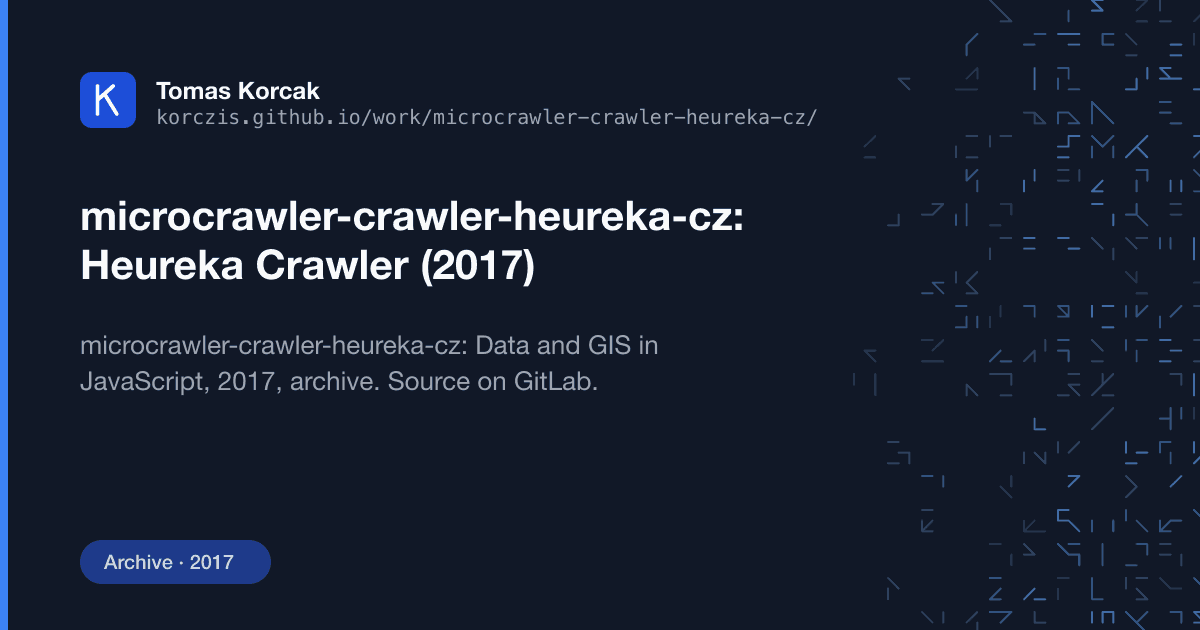 K
Tomas Korcak
korczis.github.io/work/microcrawler-crawler-heureka-cz/
microcrawler-crawler-heureka-cz:
Heureka Crawler (2017)
microcrawler-crawler-heureka-cz: Data and GIS in
JavaScript, 2017, archive. Source on GitLab.
Archive · 2017